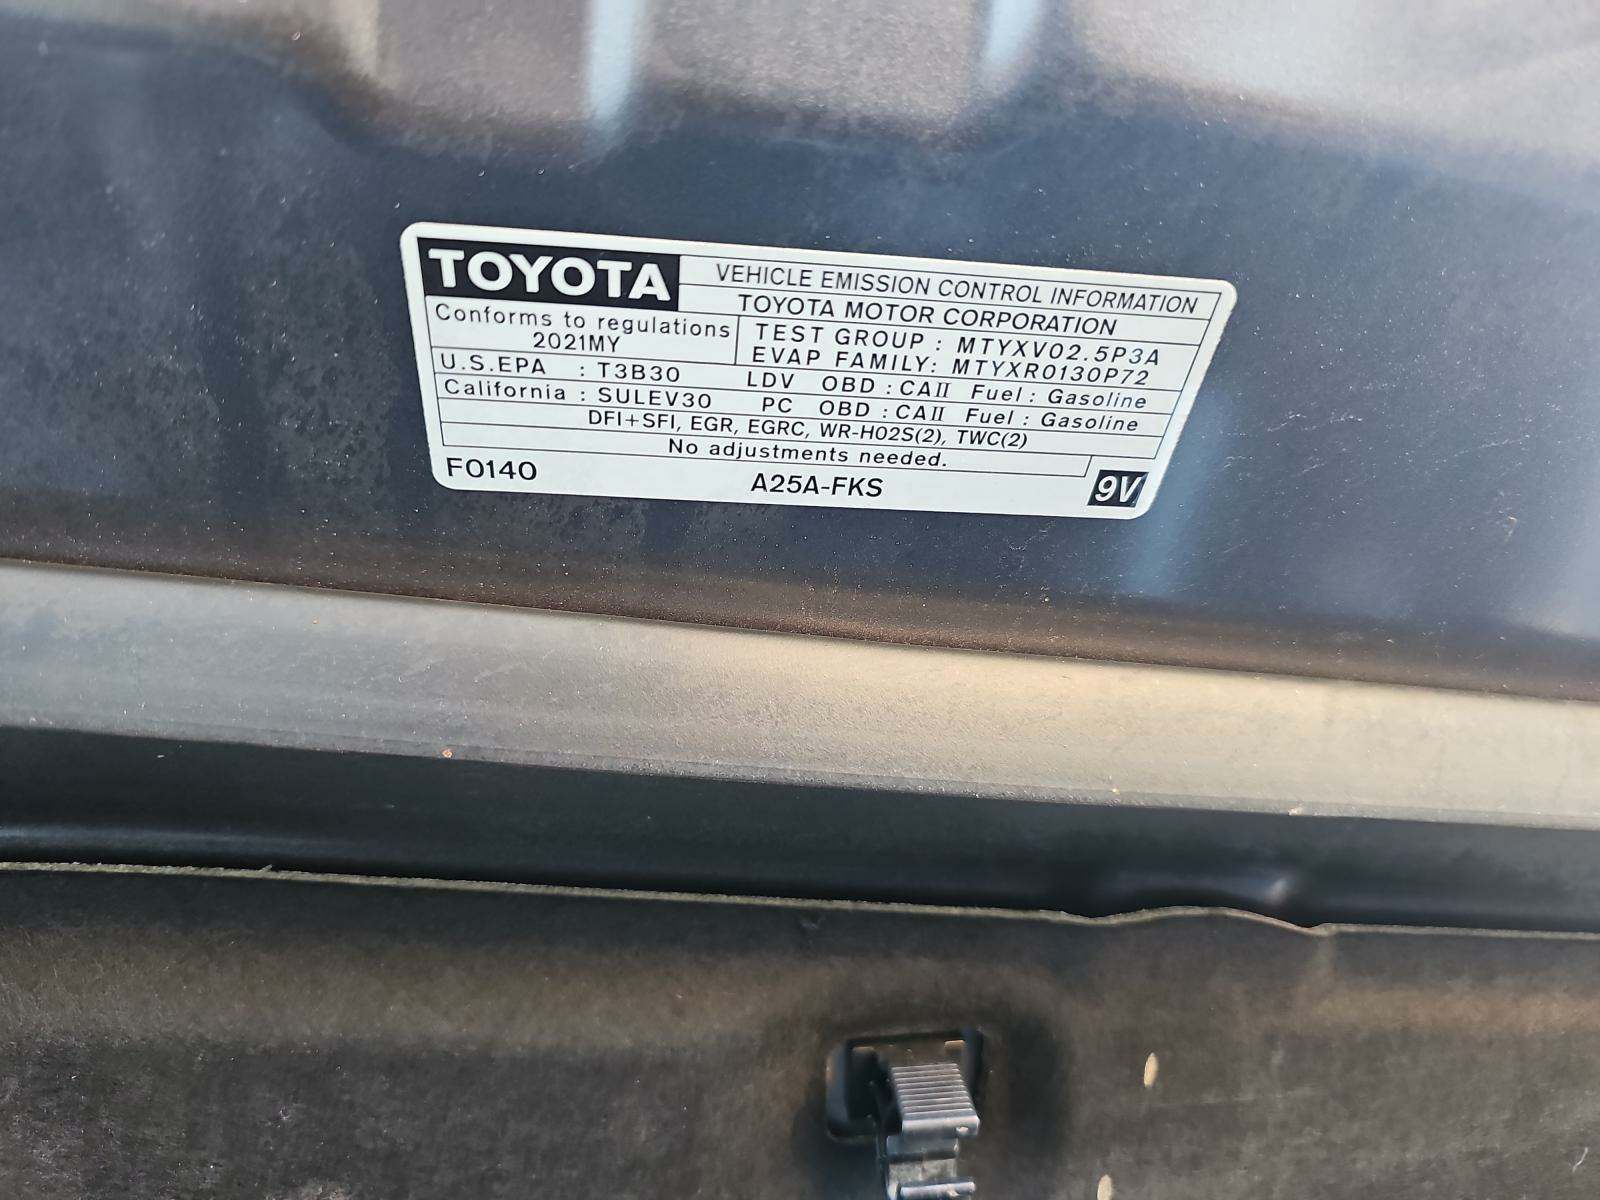 TOYOTA
VEHICLE EMISSION CONTROL INFORMATION
TOYOTA MOTOR CORPORATION
Conforms to regulations
2021MY
TEST GROUP : MTYXV02.5P3A
EVAP FAMILY: MTYXR0130P72
U.S.EPA : T3B30 LDV OBD : CAII Fuel : Gasoline
California : SULEV30 PC OBD : CAII Fuel : Gasoline
DFI+SFI, EGR, EGRC, WR-HO2S(2), TWC(2)
No adjustments needed.
F0140 A25A-FKS 9V